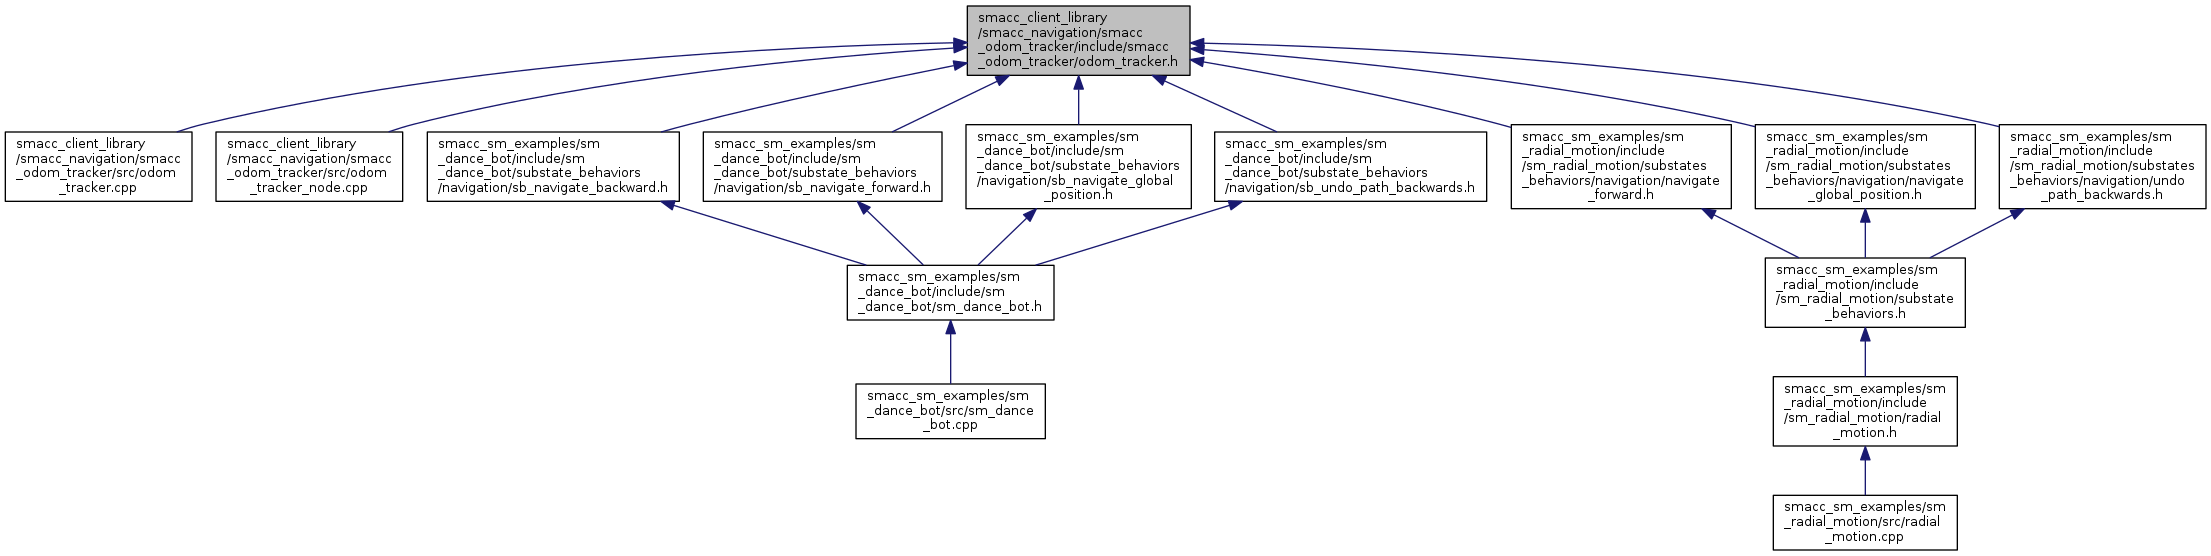 smacc_client_library
/smacc_navigation/smacc
_odom_tracker/include/smacc
_odom_tracker/odom_tracker.h
smacc_client_library
/smacc_navigation/smacc
_odom_tracker/src/odom
_tracker.cpp
smacc_client_library
/smacc_navigation/smacc
_odom_tracker/src/odom
_tracker_node.cpp
smacc_sm_examples/sm
_dance_bot/include/sm
_dance_bot/substate_behaviors
/navigation/sb_navigate_backward.h
smacc_sm_examples/sm
_dance_bot/include/sm
_dance_bot/substate_behaviors
/navigation/sb_navigate_forward.h
smacc_sm_examples/sm
_dance_bot/include/sm
_dance_bot/substate_behaviors
/navigation/sb_navigate_global
_position.h
smacc_sm_examples/sm
_dance_bot/include/sm
_dance_bot/substate_behaviors
/navigation/sb_undo_path_backwards.h
smacc_sm_examples/sm
_radial_motion/include
/sm_radial_motion/substates
_behaviors/navigation/navigate
_forward.h
smacc_sm_examples/sm
_radial_motion/include
/sm_radial_motion/substates
_behaviors/navigation/navigate
_global_position.h
smacc_sm_examples/sm
_radial_motion/include
/sm_radial_motion/substates
_behaviors/navigation/undo
_path_backwards.h
smacc_sm_examples/sm
_dance_bot/include/sm
_dance_bot/sm_dance_bot.h
smacc_sm_examples/sm
_radial_motion/include
/sm_radial_motion/substate
_behaviors.h
smacc_sm_examples/sm
_dance_bot/src/sm_dance
_bot.cpp
smacc_sm_examples/sm
_radial_motion/include
/sm_radial_motion/radial
_motion.h
smacc_sm_examples/sm
_radial_motion/src/radial
_motion.cpp